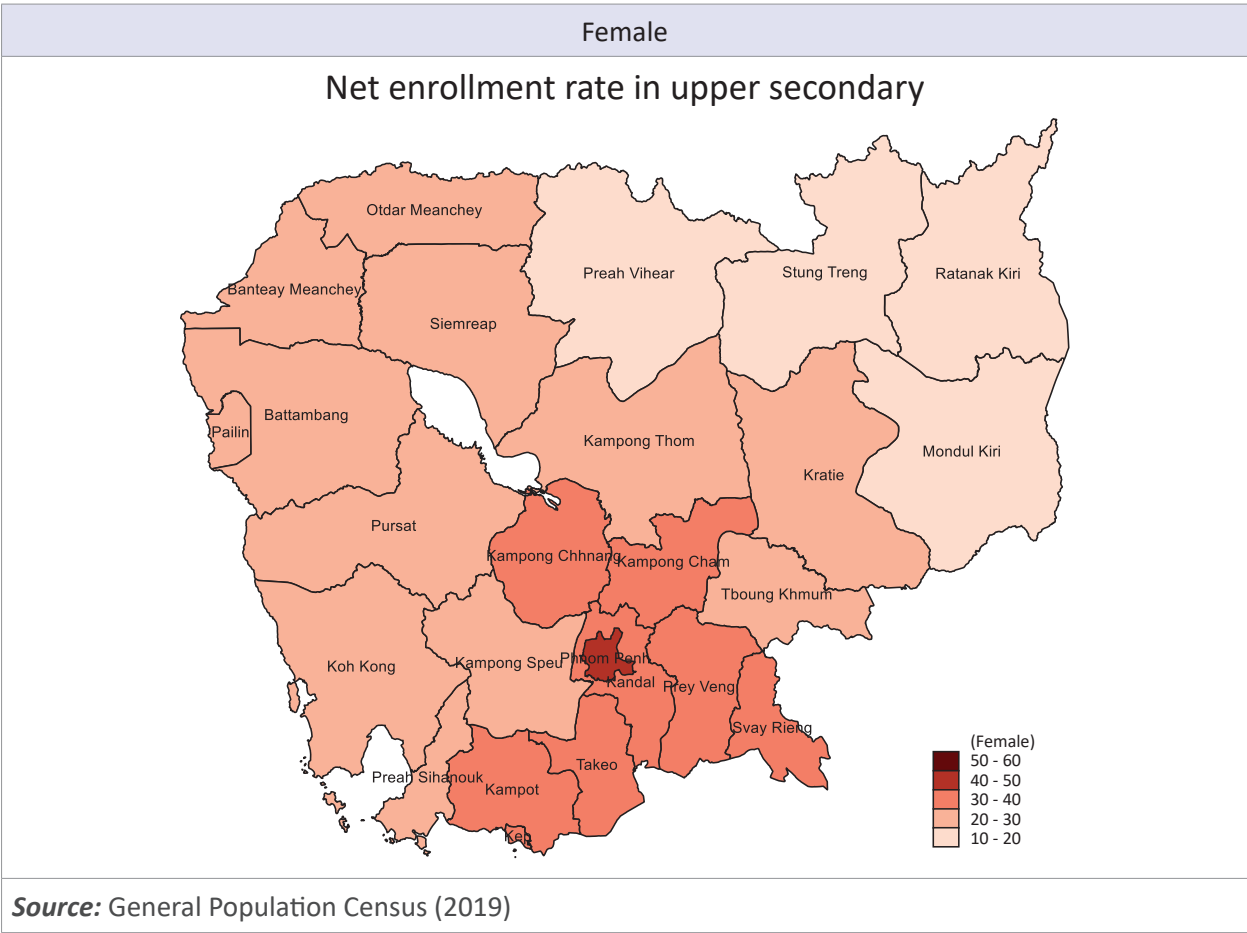 Female
Net enrollment rate in upper secondary
Otdar Meanchey
Preah Vihear
Stung Treng
Ratanak Kiri
Banteay Meanchey
Siemreap
Battambang
Pailin
Kampong Thom
Mondul Kiri
Kratie
Pursat
Kampong Chhnang
Kampong Cham
Tboung Khmum
Koh Kong
Kampong Speu
Phnom Penh
Kandal
Prey Veng
Svay Rieng
Takeo
Preah Sihanouk
Kampot
Kep
(Female)
50 - 60
40 - 50
30 - 40
20 - 30
10 - 20
Source: General Population Census (2019)